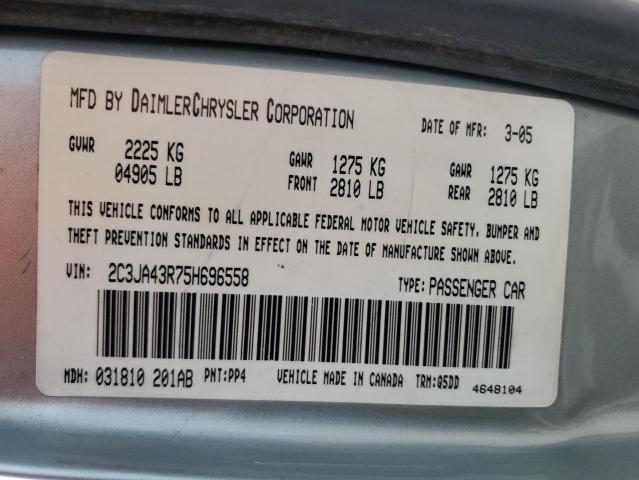 MFD BY DAIMLERCHRYSLER CORPORATION DATE OF MFR: 3-05
GVWR 2225 KG GAWR 1275 KG GAWR 1275 KG
04905 LB FRONT 2810 LB REAR 2810 LB
THIS VEHICLE CONFORMS TO ALL APPLICABLE FEDERAL MOTOR VEHICLE SAFETY, BUMPER AND
THEFT PREVENTION STANDARDS IN EFFECT ON THE DATE OF MANUFACTURE SHOWN ABOVE.
VIN: 2C3JA43R75H696558 TYPE: PASSENGER CAR
MDH: 031810 201AB PNT: PP4 VEHICLE MADE IN CANADA TRM: Q5DD 4648104